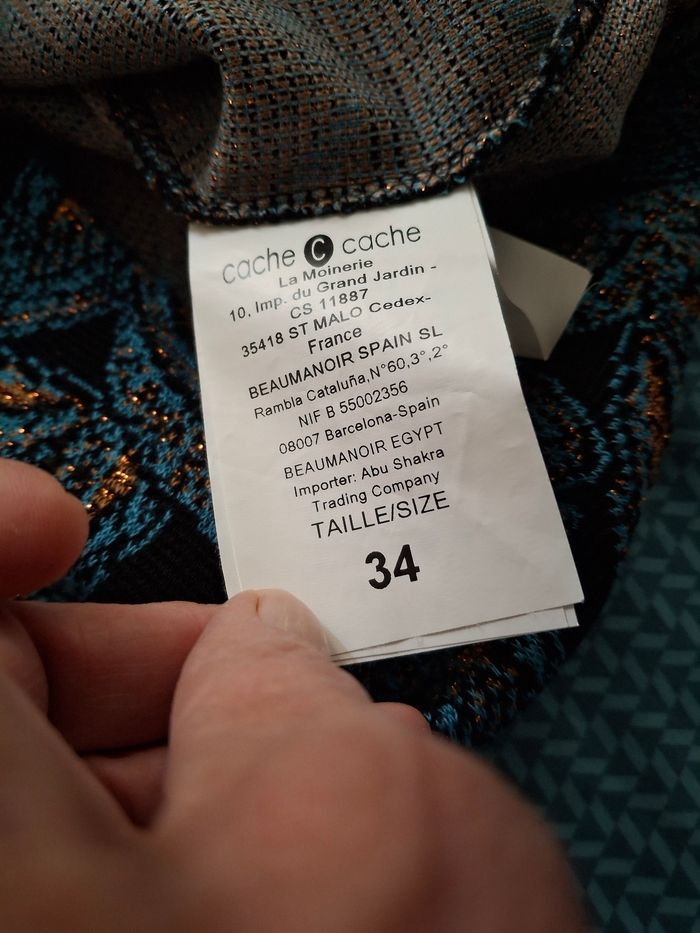 cache C cache
La Moinerie
10, Imp. du Grand Jardin -
CS 11887
35418 ST MALO Cedex-
France
BEAUMANOIR SPAIN SL
Rambla Cataluña,N°60,3°,2°
NIF B 55002356
08007 Barcelona-Spain
BEAUMANOIR EGYPT
Importer: Abu Shakra
Trading Company
TAILLE/SIZE
34